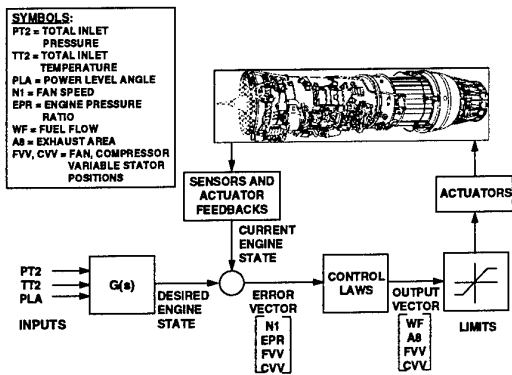 SYMBOLS:
PT2 = TOTAL INLET
PRESSURE
TT2 = TOTAL INLET
TEMPERATURE
PLA = POWER LEVEL ANGLE
N1 = FAN SPEED
EPR = ENGINE PRESSURE
RATIO
WF = FUEL FLOW
A8 = EXHAUST AREA
FVV, CVV = FAN, COMPRESSOR
VARIABLE STATOR
POSITIONS
SENSORS AND
ACTUATOR
FEEDBACKS
ACTUATORS
CURRENT
ENGINE
STATE
PT2
TT2
PLA
INPUTS
G(s)
DESIRED
ENGINE
STATE
ERROR
VECTOR
N1
EPR
FVV
CVV
CONTROL
LAWS
OUTPUT
VECTOR
WF
A8
FVV
CVV
LIMITS